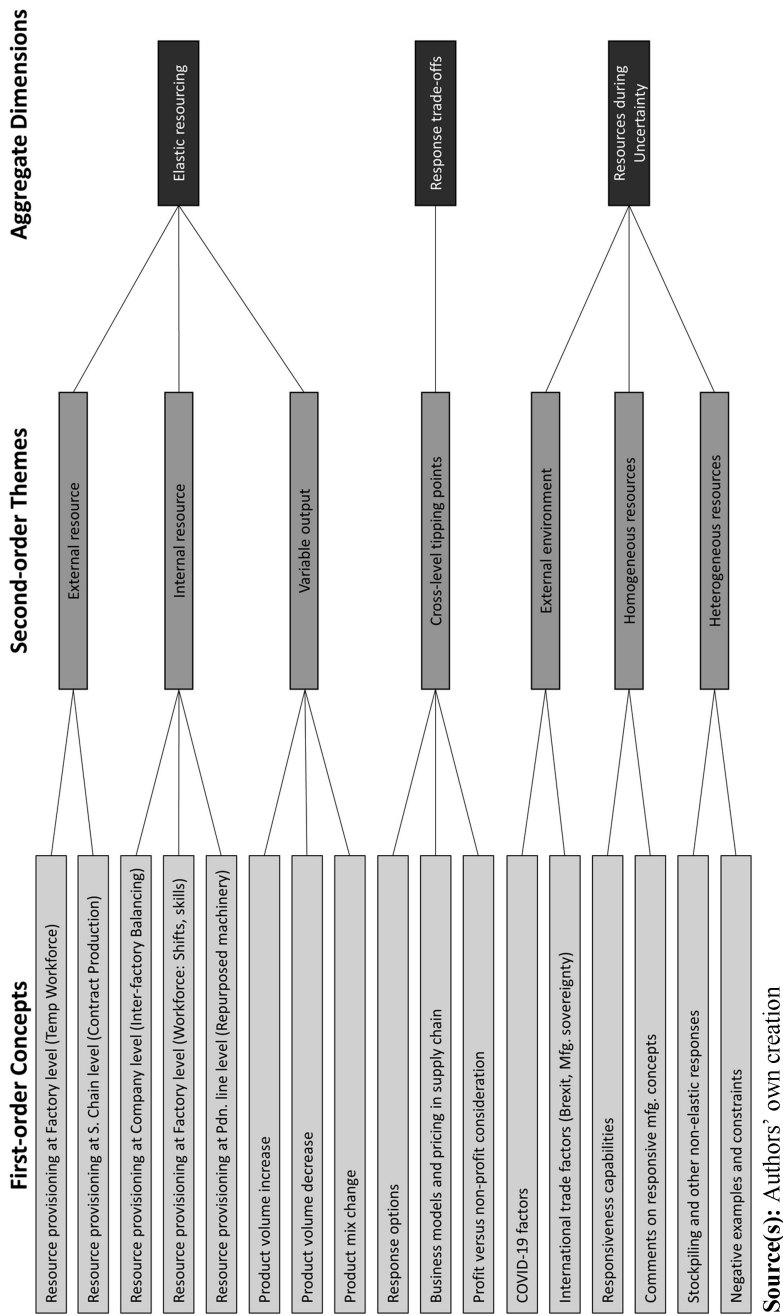 First-order Concepts
Second-order Themes
Aggregate Dimensions
Resource provisioning at Factory level (Temp Workforce)
Resource provisioning at S. Chain level (Contract Production)
Resource provisioning at Company level (Inter-factory Balancing)
Resource provisioning at Factory level (Workforce: Shifts, skills)
Resource provisioning at Pdn. line level (Repurposed machinery)
Product volume increase
Product volume decrease
Product mix change
Response options
Business models and pricing in supply chain
Profit versus non-profit consideration
COVID-19 factors
International trade factors (Brexit, Mfg. sovereignty)
Responsiveness capabilities
Comments on responsive mfg. concepts
Stockpiling and other non-elastic responses
Negative examples and constraints
External resource
Internal resource
Variable output
Cross-level tipping points
External environment
Homogeneous resources
Heterogeneous resources
Elastic resourcing
Response trade-offs
Resources during
Uncertainty
Source(s): Authors' own creation